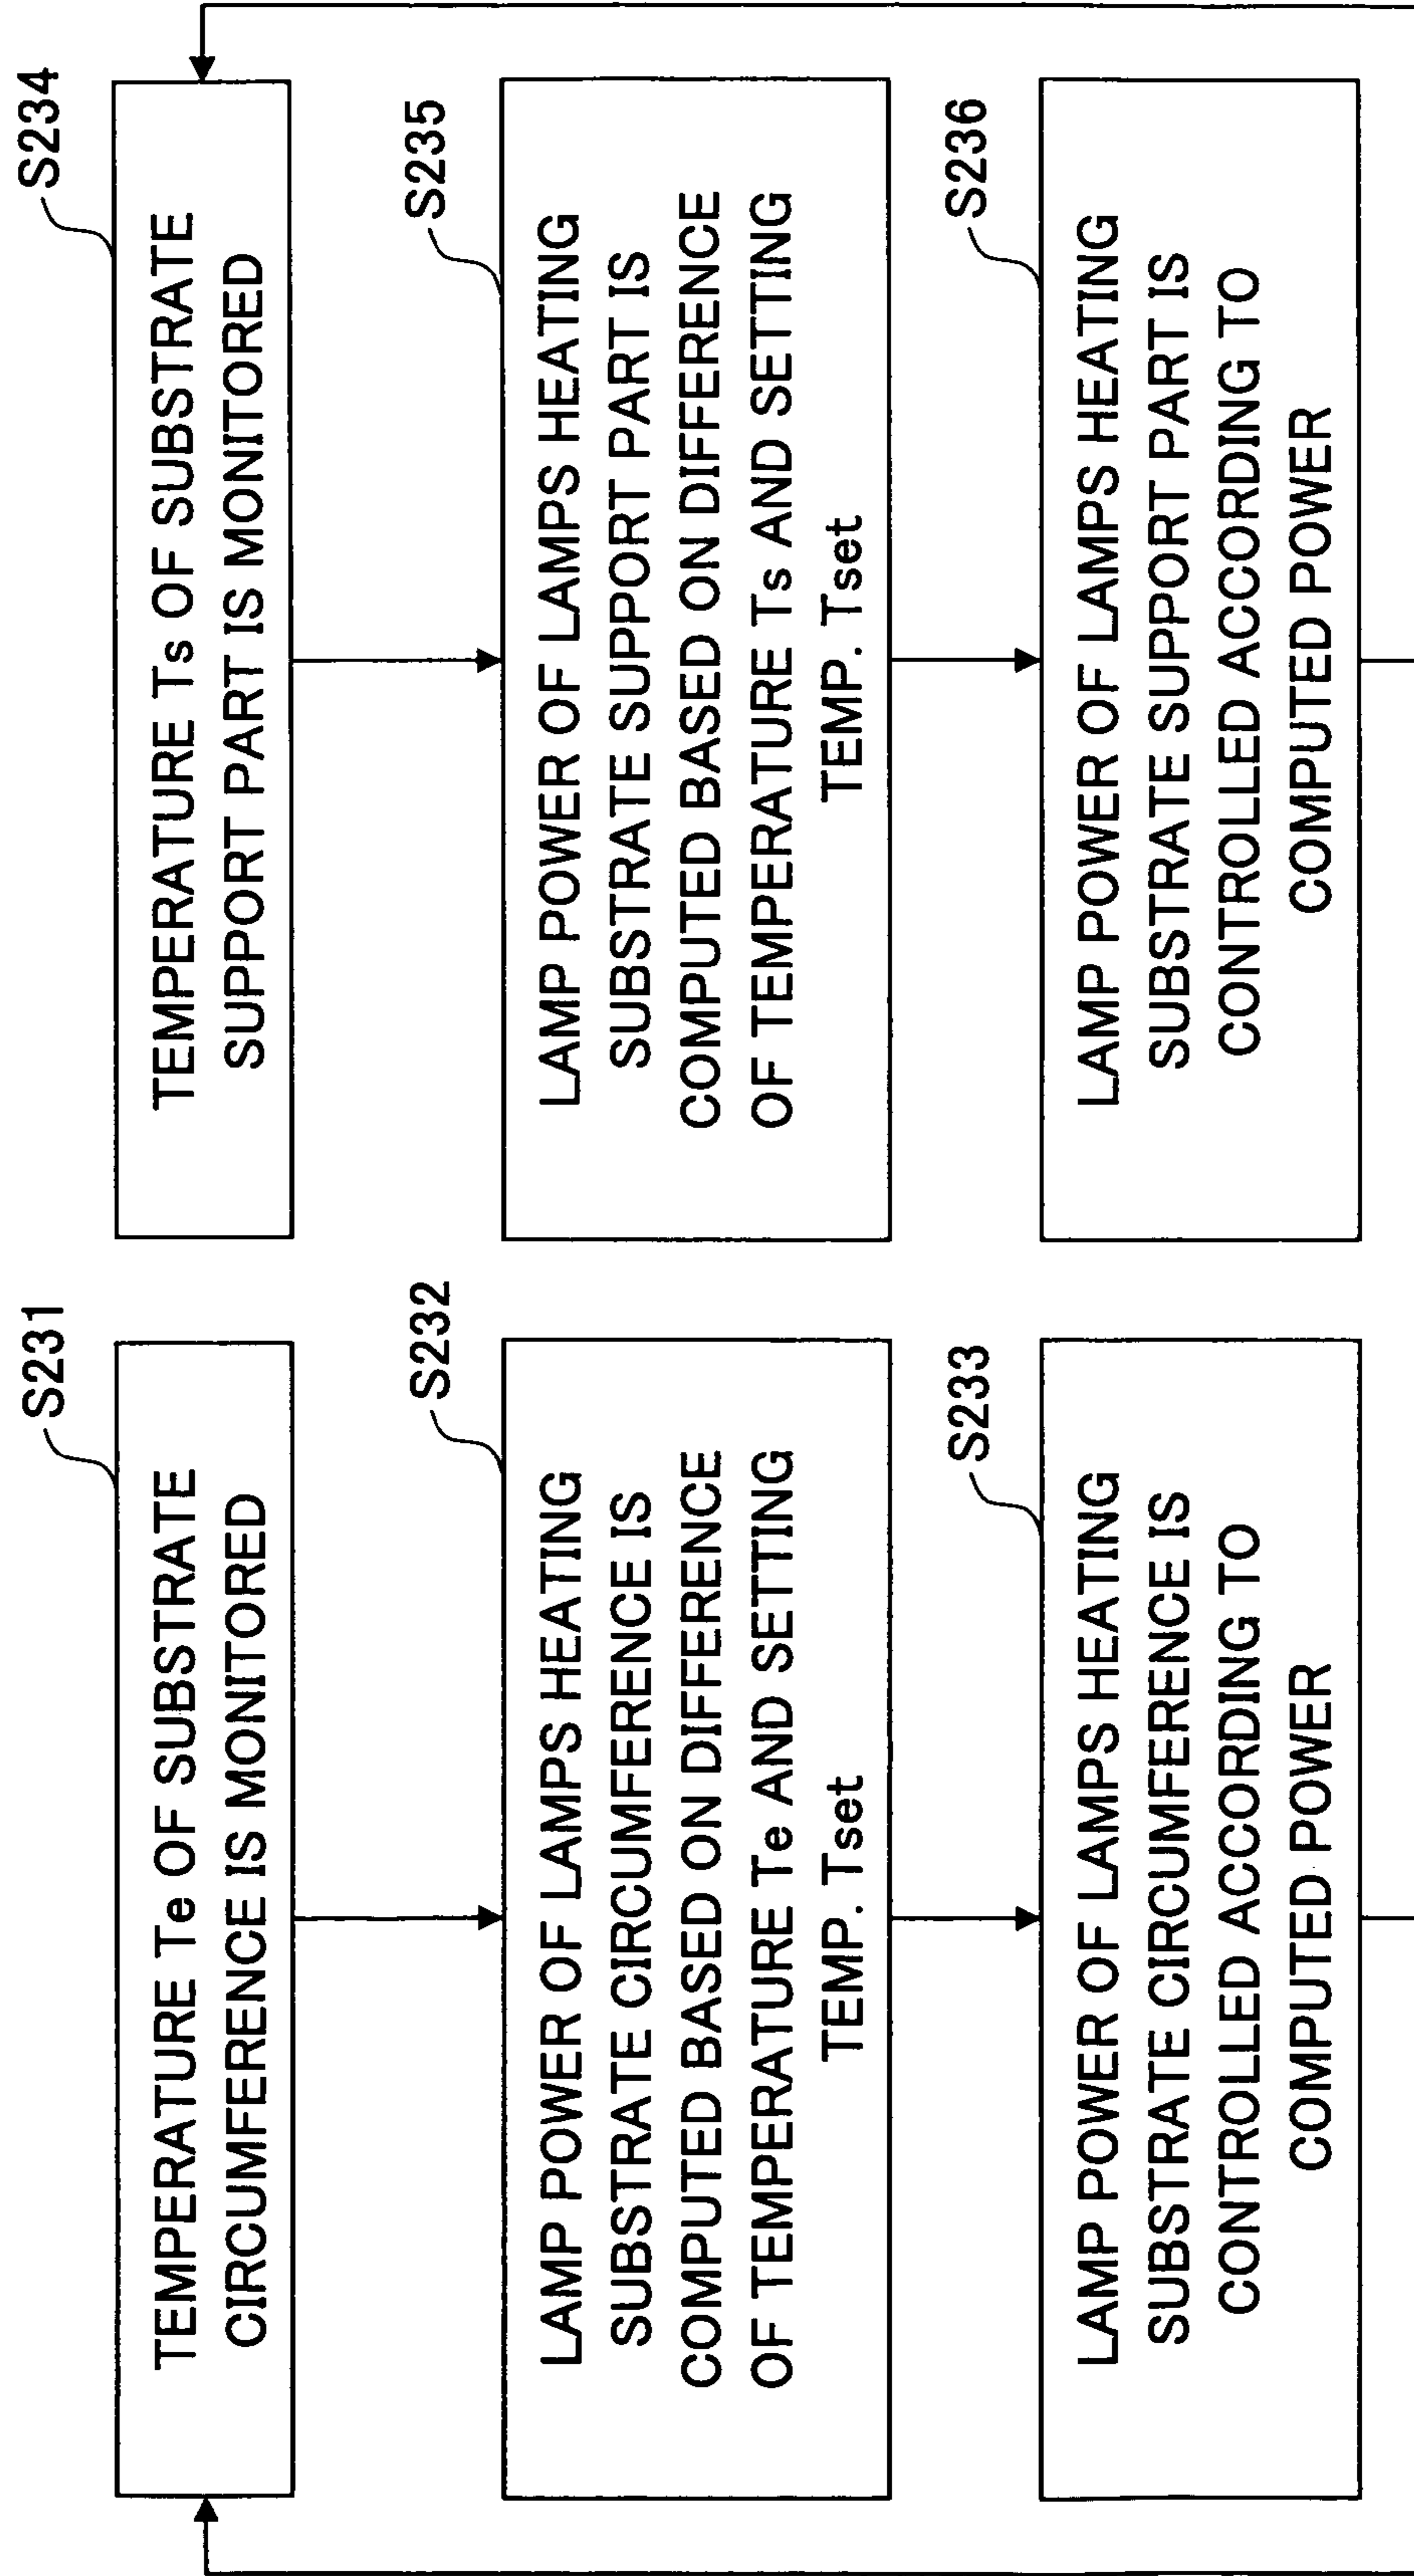 S231
TEMPERATURE Te OF SUBSTRATE
CIRCUMFERENCE IS MONITORED
S232
LAMP POWER OF LAMPS HEATING
SUBSTRATE CIRCUMFERENCE IS
COMPUTED BASED ON DIFFERENCE
OF TEMPERATURE Te AND SETTING
TEMP. Tset
S233
LAMP POWER OF LAMPS HEATING
SUBSTRATE CIRCUMFERENCE IS
CONTROLLED ACCORDING TO
COMPUTED POWER
S234
TEMPERATURE Ts OF SUBSTRATE
SUPPORT PART IS MONITORED
S235
LAMP POWER OF LAMPS HEATING
SUBSTRATE SUPPORT PART IS
COMPUTED BASED ON DIFFERENCE
OF TEMPERATURE Ts AND SETTING
TEMP. Tset
S236
LAMP POWER OF LAMPS HEATING
SUBSTRATE SUPPORT PART IS
CONTROLLED ACCORDING TO
COMPUTED POWER